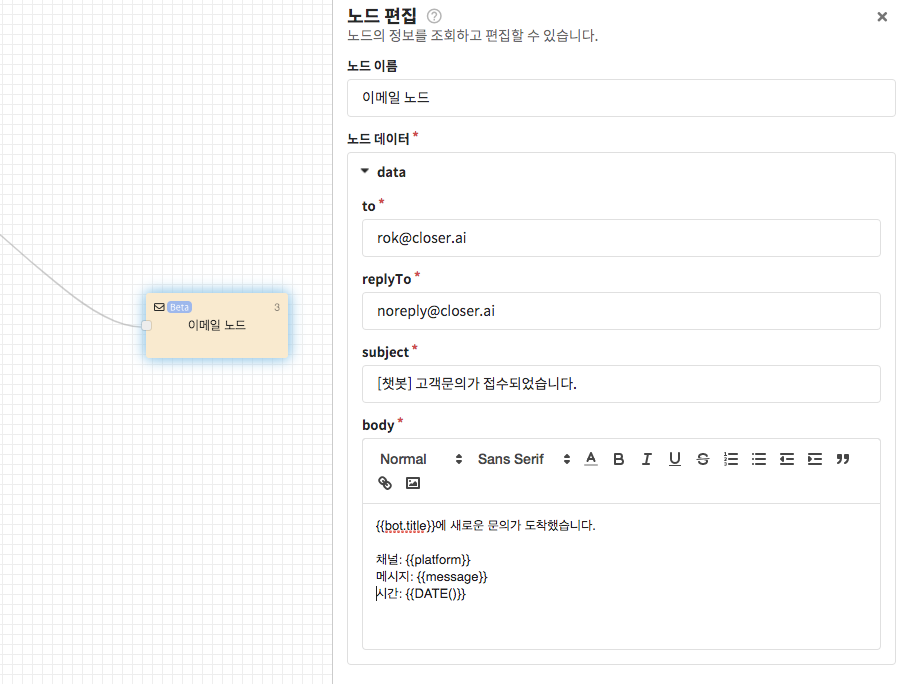 노드 편집 ?
노드의 정보를 조회하고 편집할 수 있습니다.
노드 이름
이메일 노드
노드 데이터 *
data
to *
rok@closer.ai
replyTo *
noreply@closer.ai
subject *
[챗봇] 고객문의가 접수되었습니다.
body *
Normal Sans Serif A B I U S
{{bot.title}}에 새로운 문의가 도착했습니다.
채널: {{platform}}
메시지: {{message}}
시간: {{DATE()}}
Beta 3
이메일 노드